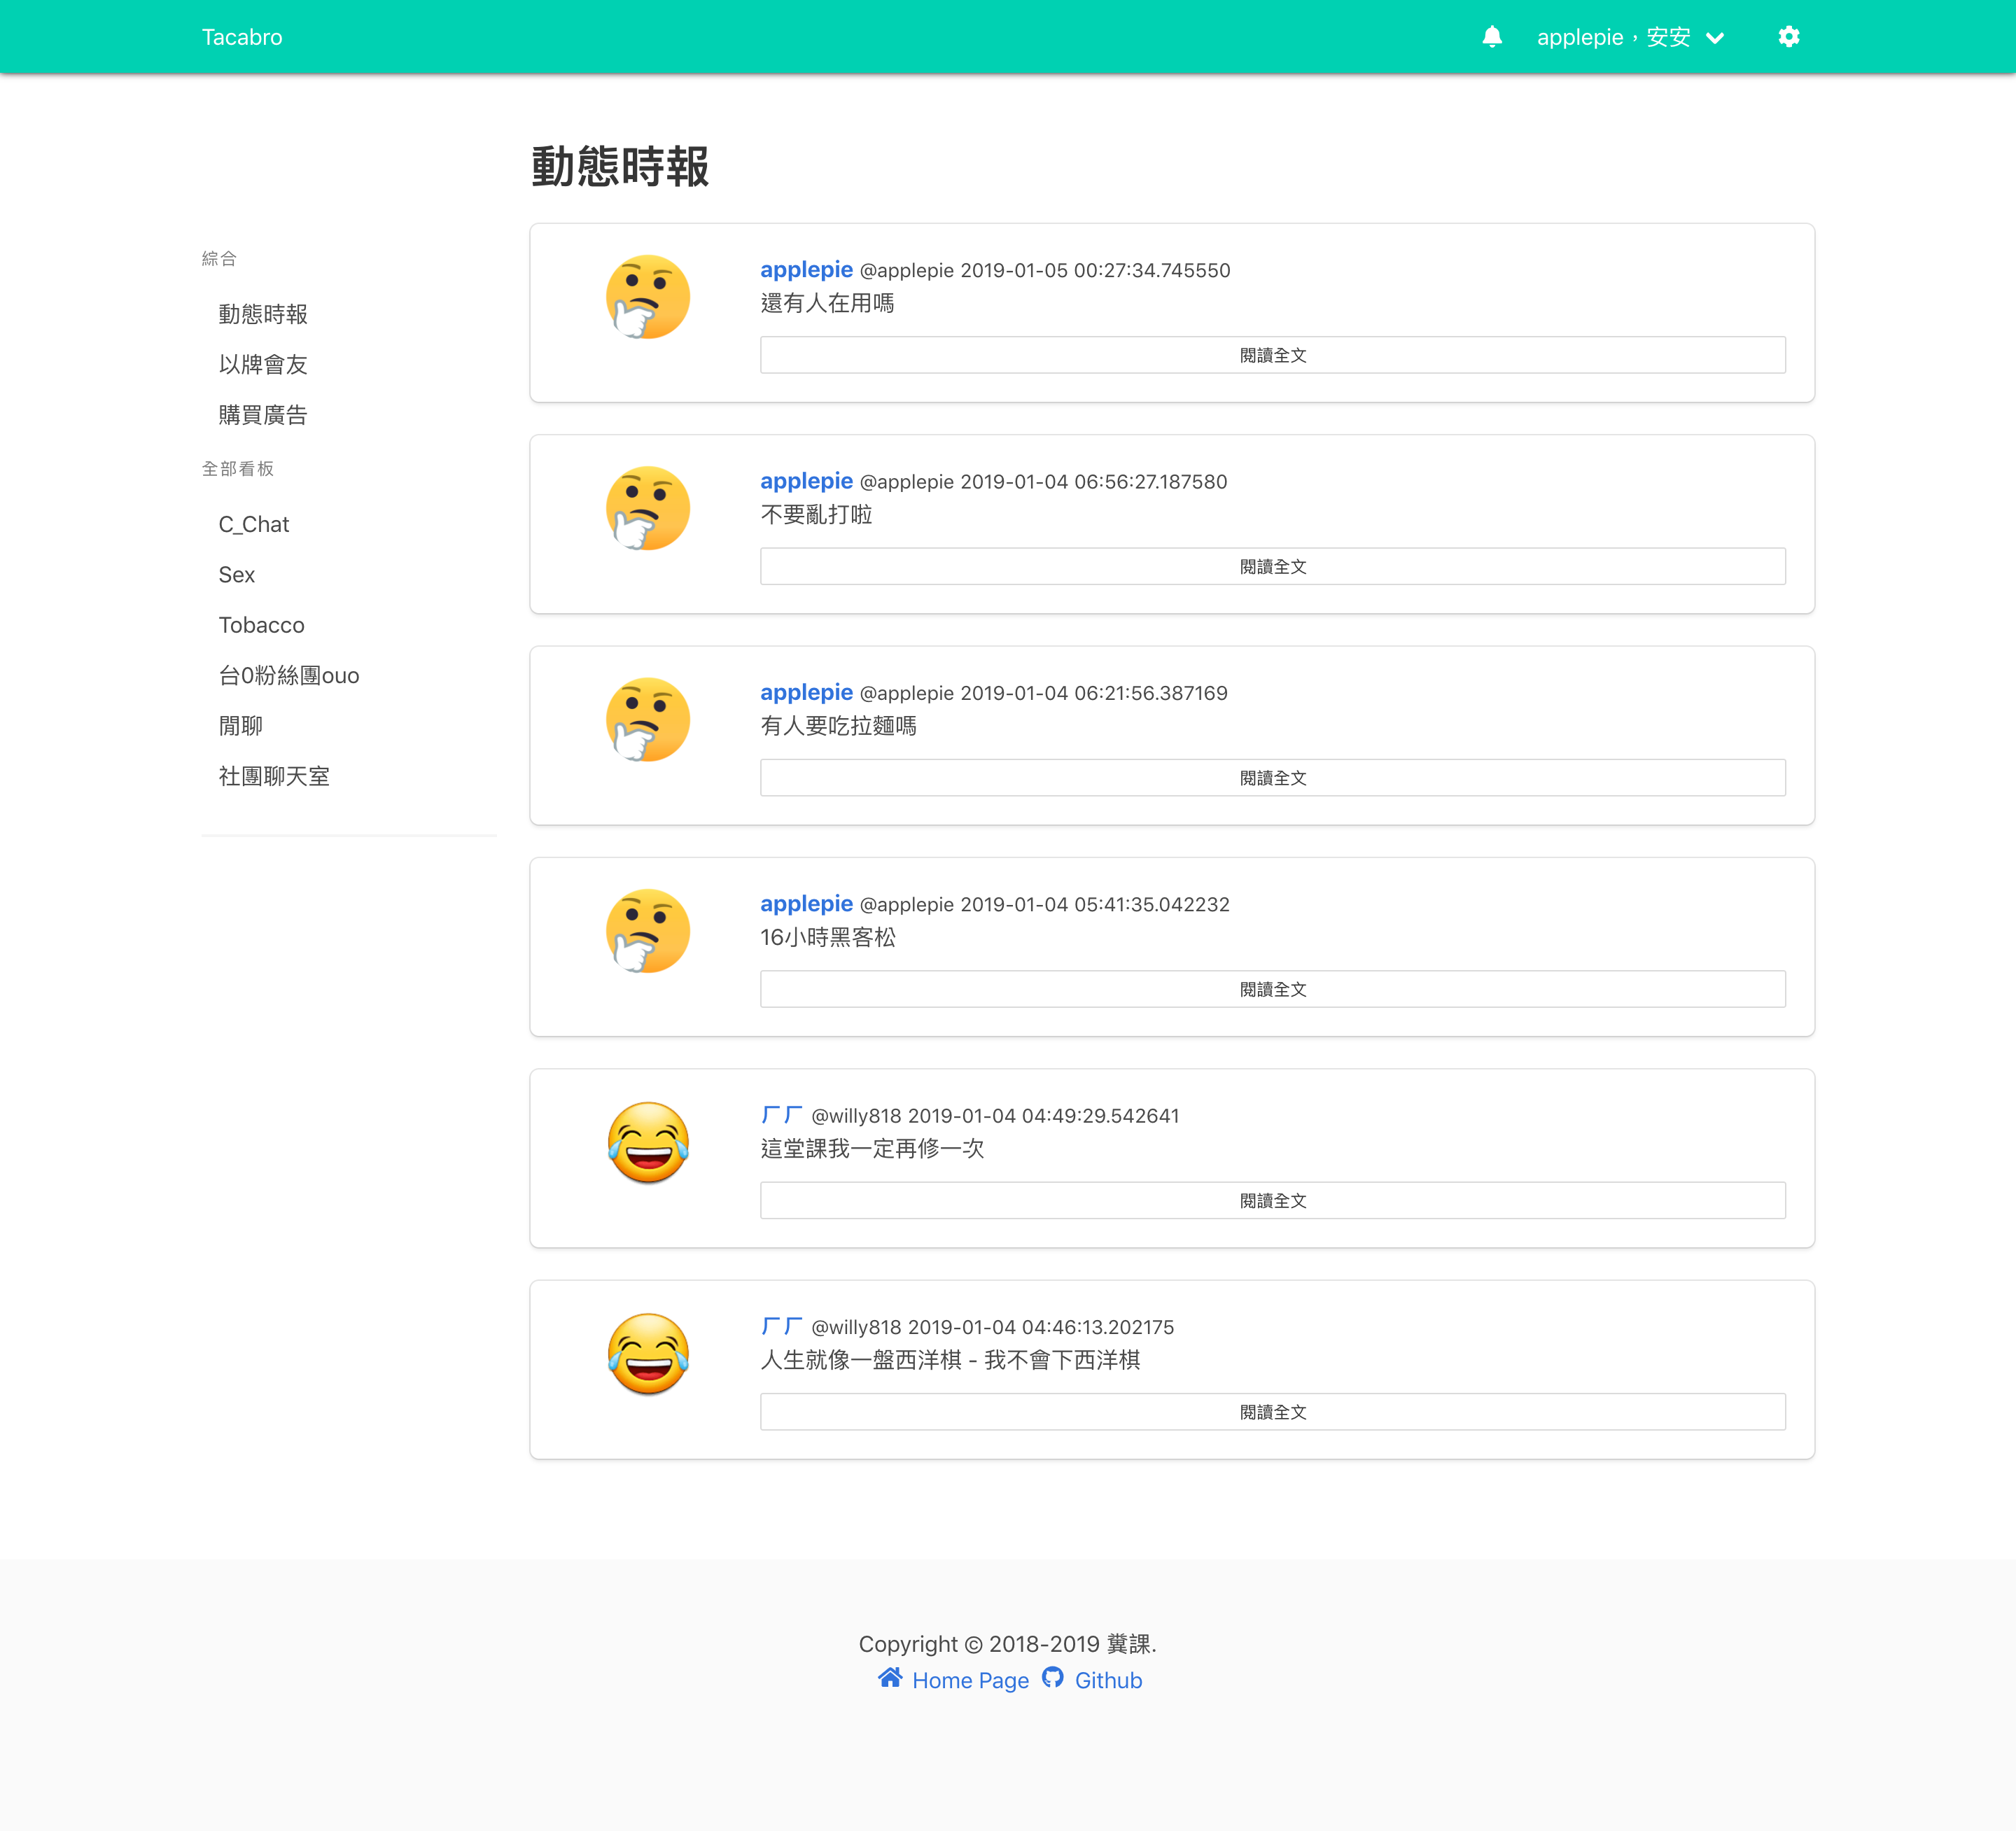 Tacabro
applepie，安安
動態時報
綜合
動態時報
以牌會友
購買廣告
全部看板
C_Chat
Sex
Tobacco
台0粉絲團ouo
閒聊
社團聊天室
applepie @applepie 2019-01-05 00:27:34.745550
還有人在用嗎
閱讀全文
applepie @applepie 2019-01-04 06:56:27.187580
不要亂打啦
閱讀全文
applepie @applepie 2019-01-04 06:21:56.387169
有人要吃拉麵嗎
閱讀全文
applepie @applepie 2019-01-04 05:41:35.042232
16小時黑客松
閱讀全文
ㄏㄏ @willy818 2019-01-04 04:49:29.542641
這堂課我一定再修一次
閱讀全文
ㄏㄏ @willy818 2019-01-04 04:46:13.202175
人生就像一盤西洋棋 - 我不會下西洋棋
閱讀全文
Copyright © 2018-2019 糞課.
Home Page Github